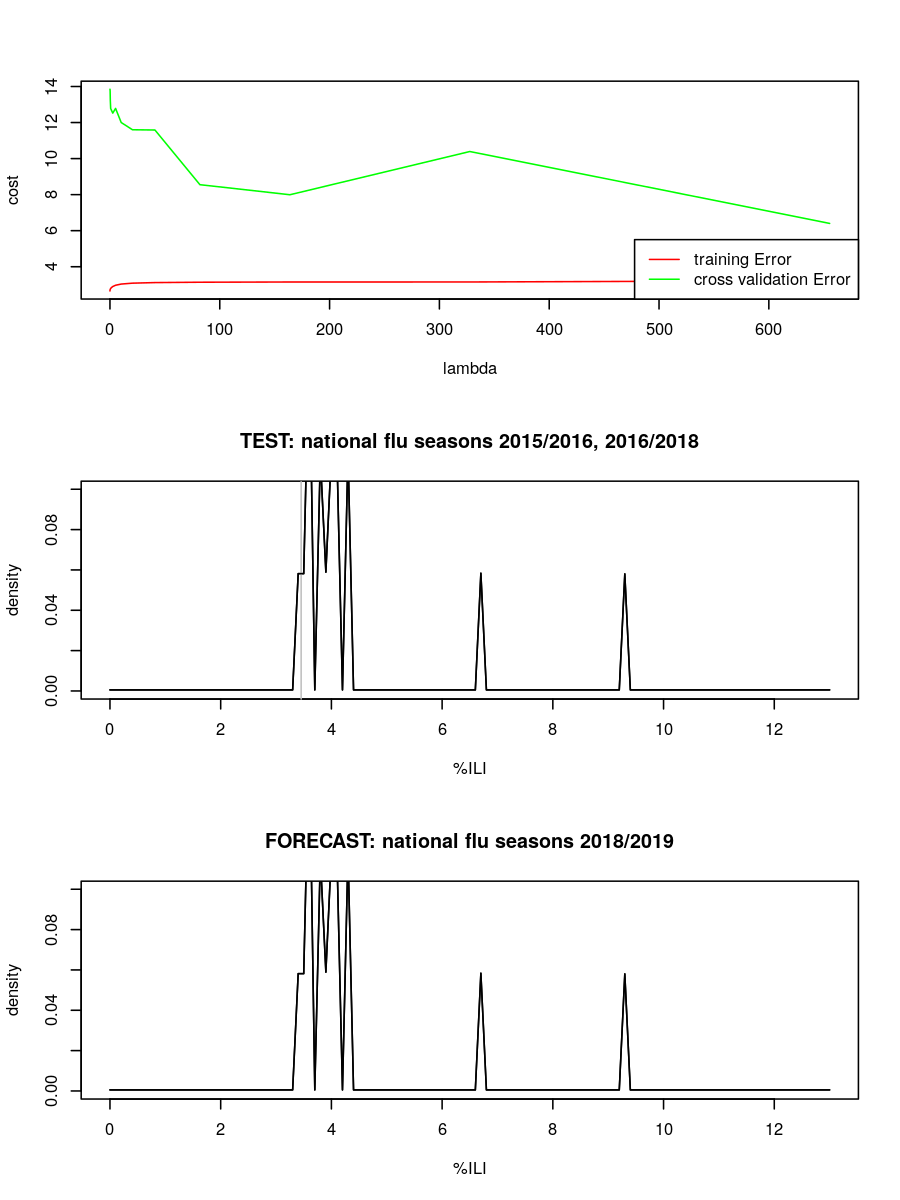 14
12
10
8
6
4
cost
training Error
cross validation Error
0 100 200 300 400 500 600
lambda
TEST: national flu seasons 2015/2016, 2016/2018
0.08
0.04
0.00
density
0 2 4 6 8 10 12
%ILI
FORECAST: national flu seasons 2018/2019
0.08
0.04
0.00
density
0 2 4 6 8 10 12
%ILI